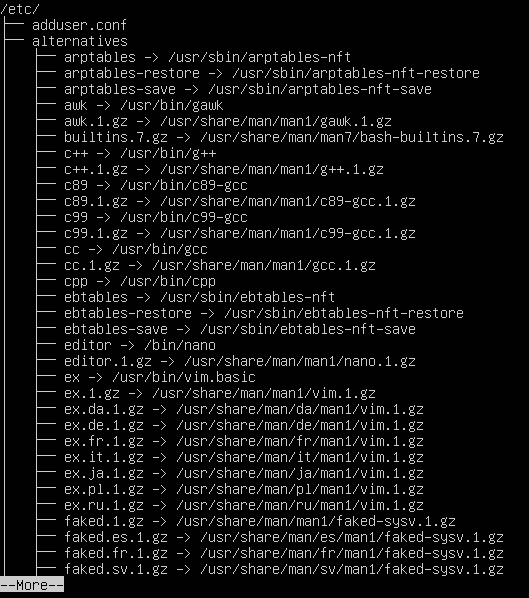 /etc/
├── adduser.conf
├── alternatives
│   ├── arptables -> /usr/sbin/arptables-nft
│   ├── arptables-restore -> /usr/sbin/arptables-nft-restore
│   ├── arptables-save -> /usr/sbin/arptables-nft-save
│   ├── awk -> /usr/bin/gawk
│   ├── awk.1.gz -> /usr/share/man/man1/gawk.1.gz
│   ├── builtins.7.gz -> /usr/share/man/man7/bash-builtins.7.gz
│   ├── c++ -> /usr/bin/g++
│   ├── c++.1.gz -> /usr/share/man/man1/g++.1.gz
│   ├── c89 -> /usr/bin/c89-gcc
│   ├── c89.1.gz -> /usr/share/man/man1/c89-gcc.1.gz
│   ├── c99 -> /usr/bin/c99-gcc
│   ├── c99.1.gz -> /usr/share/man/man1/c99-gcc.1.gz
│   ├── cc -> /usr/bin/gcc
│   ├── cc.1.gz -> /usr/share/man/man1/gcc.1.gz
│   ├── cpp -> /usr/bin/cpp
│   ├── ebtables -> /usr/sbin/ebtables-nft
│   ├── ebtables-restore -> /usr/sbin/ebtables-nft-restore
│   ├── ebtables-save -> /usr/sbin/ebtables-nft-save
│   ├── editor -> /bin/nano
│   ├── editor.1.gz -> /usr/share/man/man1/nano.1.gz
│   ├── ex -> /usr/bin/vim.basic
│   ├── ex.1.gz -> /usr/share/man/man1/vim.1.gz
│   ├── ex.da.1.gz -> /usr/share/man/da/man1/vim.1.gz
│   ├── ex.de.1.gz -> /usr/share/man/de/man1/vim.1.gz
│   ├── ex.fr.1.gz -> /usr/share/man/fr/man1/vim.1.gz
│   ├── ex.it.1.gz -> /usr/share/man/it/man1/vim.1.gz
│   ├── ex.ja.1.gz -> /usr/share/man/ja/man1/vim.1.gz
│   ├── ex.pl.1.gz -> /usr/share/man/pl/man1/vim.1.gz
│   ├── ex.ru.1.gz -> /usr/share/man/ru/man1/vim.1.gz
│   ├── faked.1.gz -> /usr/share/man/man1/faked-sysv.1.gz
│   ├── faked.es.1.gz -> /usr/share/man/es/man1/faked-sysv.1.gz
│   ├── faked.fr.1.gz -> /usr/share/man/fr/man1/faked-sysv.1.gz
│   ├── faked.sv.1.gz -> /usr/share/man/sv/man1/faked-sysv.1.gz
--More--